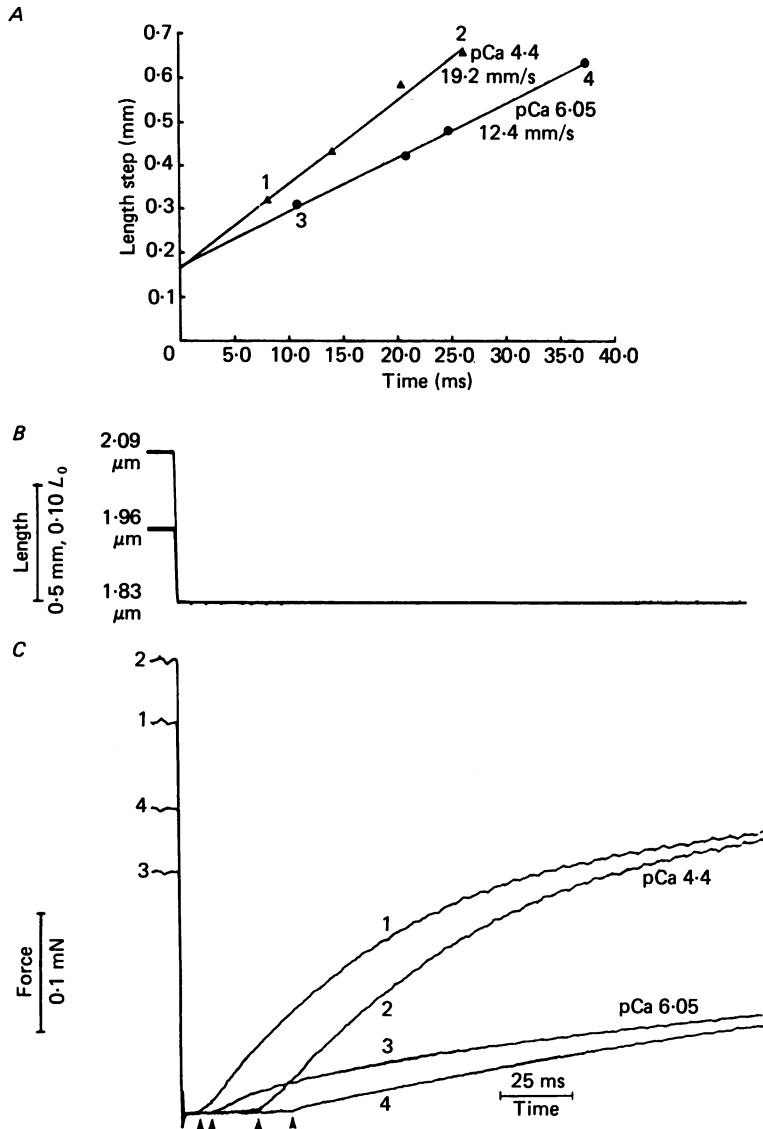 A
Length step (mm)
0·7
0·6
0·5
0·4
0·3
0·2
0·1
0
5·0
10·0
15·0
20·0
25·0
30·0
35·0
40·0
Time (ms)
1
2
pCa 4·4
19·2 mm/s
3
4
pCa 6·05
12·4 mm/s
B
Length
0·5 mm, 0·10 L0
2·09
μm
1·96
μm
1·83
μm
C
Force
0·1 mN
2
1
4
3
1
pCa 4·4
2
pCa 6·05
3
4
25 ms
Time